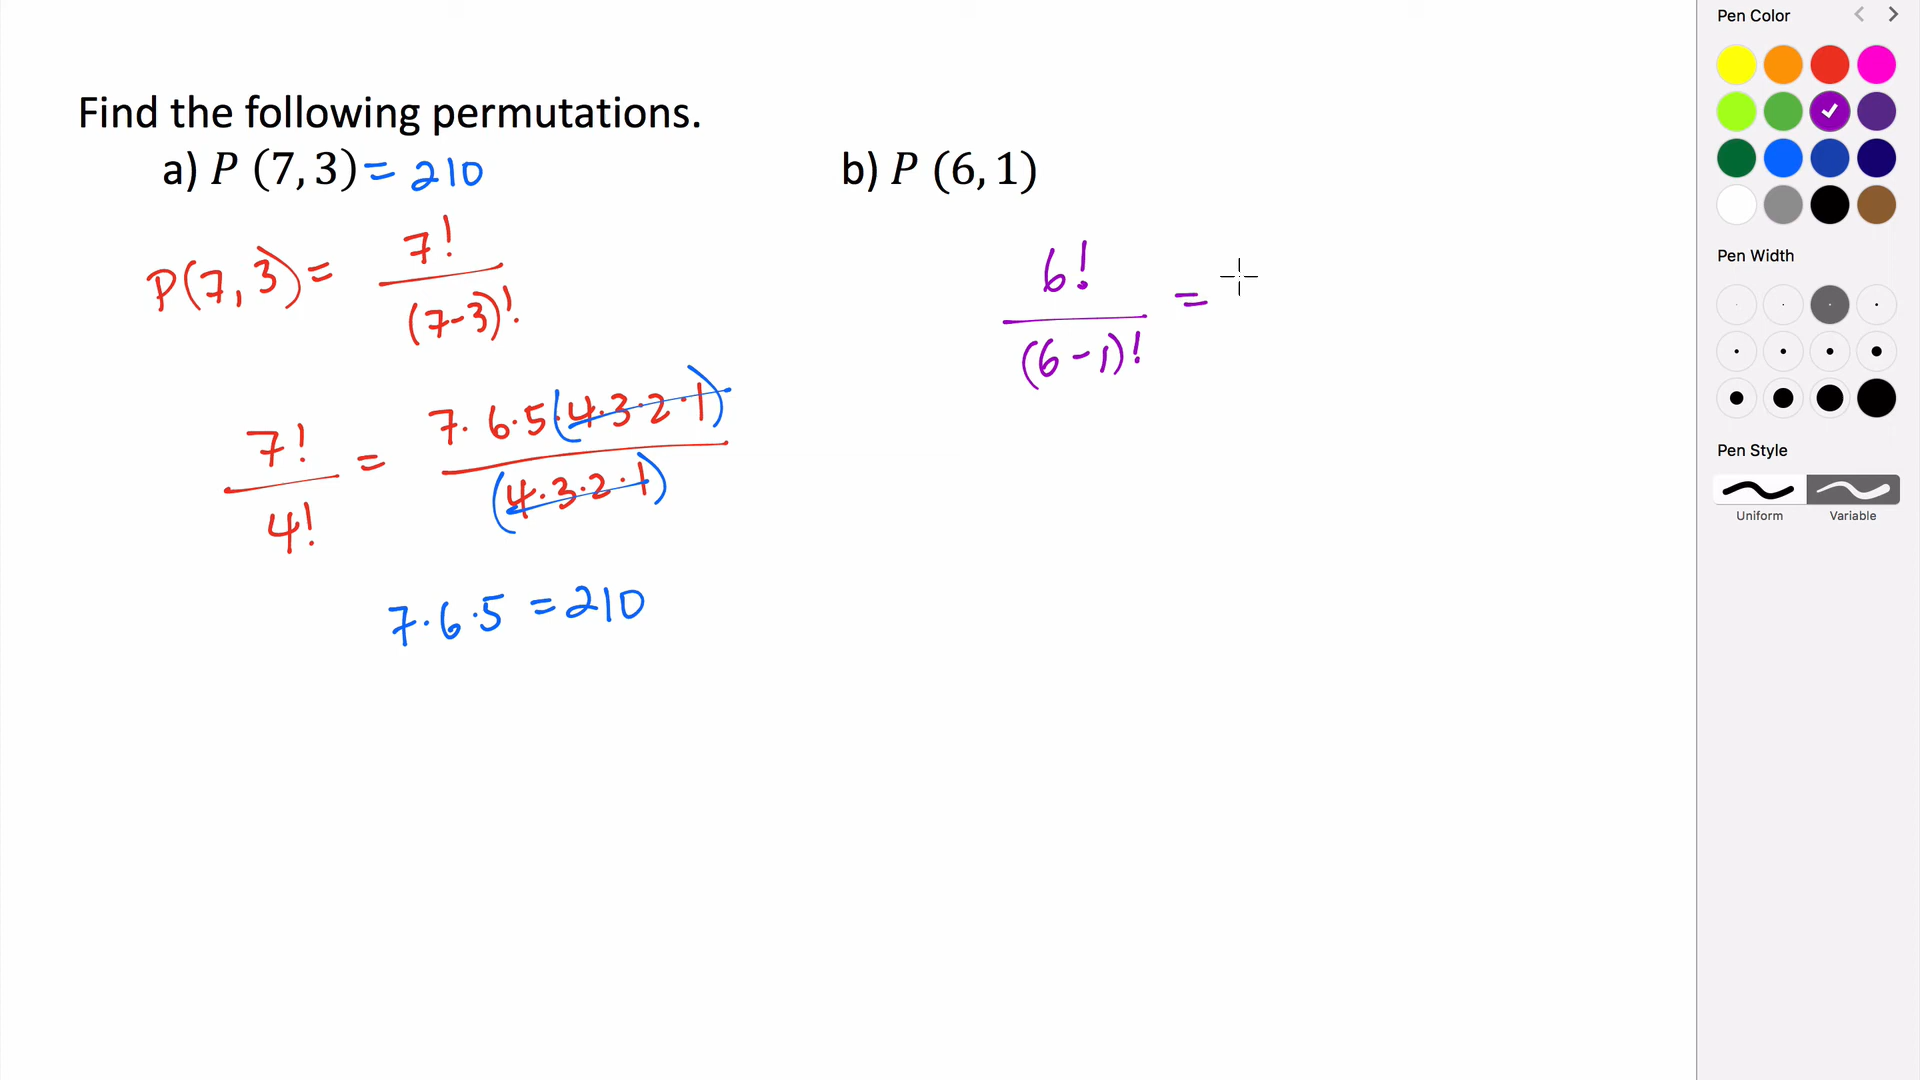 Find the following permutations.
a) P (7, 3) = 210
P(7, 3) = 7! / (7-3)!
7! / 4! = 7 · 6 · 5 (· 4 · 3 · 2 · 1) / (4 · 3 · 2 · 1)
7 · 6 · 5 = 210
b) P (6, 1)
6! / (6-1)! =
Pen Color
Pen Width
Pen Style
Uniform
Variable